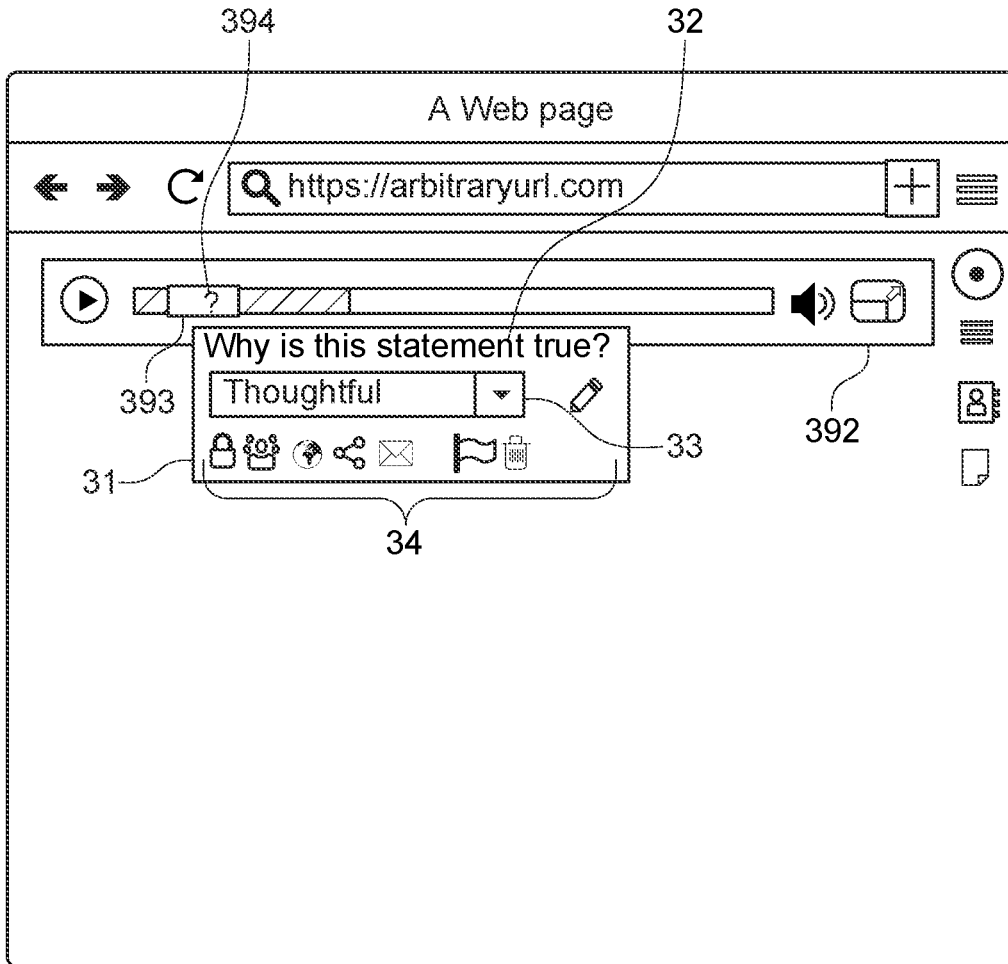 394 32
A Web page
https://arbitraryurl.com
?
Why is this statement true?
393 Thoughtful
392
33
31
34